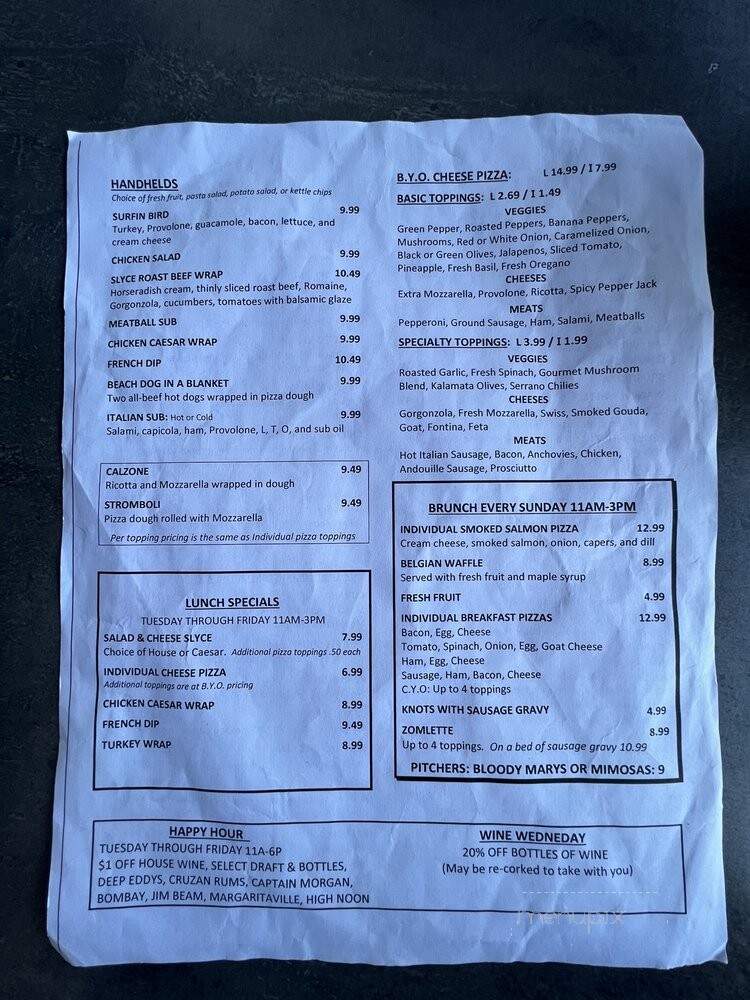 HANDHELDS
Choice of fresh fruit, pasta salad, potato salad, or kettle chips
SURFIN BIRD 9.99
Turkey, Provolone, guacamole, bacon, lettuce, and
cream cheese
CHICKEN SALAD 9.99
SLYCE ROAST BEEF WRAP 10.49
Horseradish cream, thinly sliced roast beef, Romaine,
Gorgonzola, cucumbers, tomatoes with balsamic glaze
MEATBALL SUB 9.99
CHICKEN CAESAR WRAP 9.99
FRENCH DIP 10.49
BEACH DOG IN A BLANKET 9.99
Two all-beef hot dogs wrapped in pizza dough
ITALIAN SUB: Hot or Cold 9.99
Salami, capicola, ham, Provolone, L, T, O, and sub oil
CALZONE 9.49
Ricotta and Mozzarella wrapped in dough
STROMBOLI 9.49
Pizza dough rolled with Mozzarella
Per topping pricing is the same as Individual pizza toppings
LUNCH SPECIALS
TUESDAY THROUGH FRIDAY 11AM-3PM
SALAD & CHEESE SLYCE 7.99
Choice of House or Caesar. Additional pizza toppings .50 each
INDIVIDUAL CHEESE PIZZA 6.99
Additional toppings are at B.Y.O. pricing
CHICKEN CAESAR WRAP 8.99
FRENCH DIP 9.49
TURKEY WRAP 8.99
B.Y.O. CHEESE PIZZA: L 14.99 / I 7.99
BASIC TOPPINGS: L 2.69 / I 1.49
VEGGIES
Green Pepper, Roasted Peppers, Banana Peppers,
Mushrooms, Red or White Onion, Caramelized Onion,
Black or Green Olives, Jalapenos, Sliced Tomato,
Pineapple, Fresh Basil, Fresh Oregano
CHEESES
Extra Mozzarella, Provolone, Ricotta, Spicy Pepper Jack
MEATS
Pepperoni, Ground Sausage, Ham, Salami, Meatballs
SPECIALTY TOPPINGS: L 3.99 / I 1.99
VEGGIES
Roasted Garlic, Fresh Spinach, Gourmet Mushroom
Blend, Kalamata Olives, Serrano Chilies
CHEESES
Gorgonzola, Fresh Mozzarella, Swiss, Smoked Gouda,
Goat, Fontina, Feta
MEATS
Hot Italian Sausage, Bacon, Anchovies, Chicken,
Andouille Sausage, Prosciutto
BRUNCH EVERY SUNDAY 11AM-3PM
INDIVIDUAL SMOKED SALMON PIZZA 12.99
Cream cheese, smoked salmon, onion, capers, and dill
BELGIAN WAFFLE 8.99
Served with fresh fruit and maple syrup
FRESH FRUIT 4.99
INDIVIDUAL BREAKFAST PIZZAS 12.99
Bacon, Egg, Cheese
Tomato, Spinach, Onion, Egg, Goat Cheese
Ham, Egg, Cheese
Sausage, Ham, Bacon, Cheese
C.Y.O: Up to 4 toppings
KNOTS WITH SAUSAGE GRAVY 4.99
ZOMLETTE 8.99
Up to 4 toppings. On a bed of sausage gravy 10.99
PITCHERS: BLOODY MARYS OR MIMOSAS: 9
HAPPY HOUR
TUESDAY THROUGH FRIDAY 11A-6P
$1 OFF HOUSE WINE, SELECT DRAFT & BOTTLES,
DEEP EDDYS, CRUZAN RUMS, CAPTAIN MORGAN,
BOMBAY, JIM BEAM, MARGARITAVILLE, HIGH NOON
WINE WEDNEDAY
20% OFF BOTTLES OF WINE
(May be re-corked to take with you)
menupix